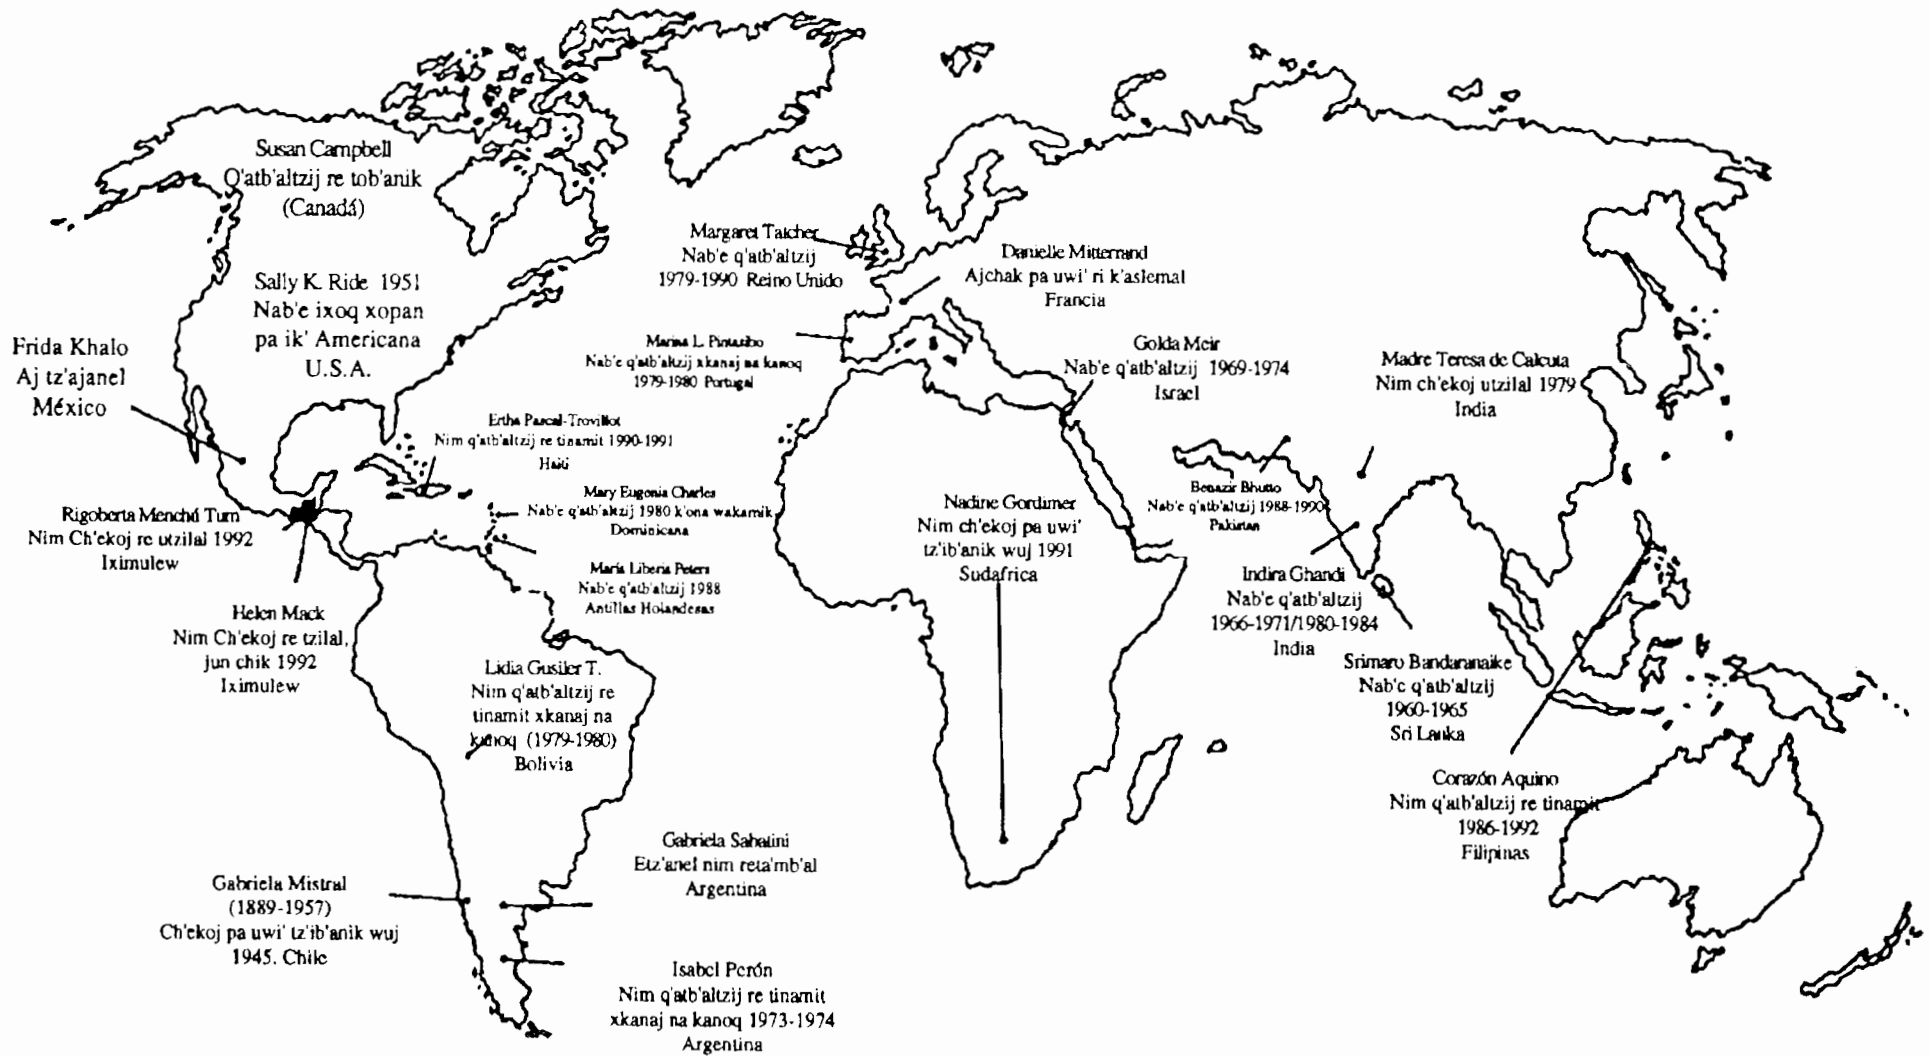 Susan Campbell
Q'atb'altzij re tob'anik
(Canadá)
Sally K. Ride 1951
Nab'e ixoq xopan
pa ik' Americana
U.S.A.
Frida Khalo
Aj tz'ajanel
México
Rigoberta Menchú Tum
Nim Ch'ekoj re utzilal 1992
Iximulew
Helen Mack
Nim Ch'ekoj re tzilal,
jun chik 1992
Iximulew
Ertha Pascal-Trovillot
Nim q'atb'altzij re tinamit 1990-1991
Haiti
Mary Eugenia Charles
Nab'e q'atb'altzij 1980 k'ona wakamik
Dominicana
María Liberia Peters
Nab'e q'atb'altzij 1988
Antillas Holandesas
Lidia Gusiler T.
Nim q'atb'altzij re
tinamit xkanaj na
kanoq (1979-1980)
Bolivia
Gabriela Mistral
(1889-1957)
Ch'ekoj pa uwi' tz'ib'anik wuj
1945. Chile
Gabriela Sabatini
Etz'anel nim reta'mb'al
Argentina
Isabel Perón
Nim q'atb'altzij re tinamit
xkanaj na kanoq 1973-1974
Argentina
Margaret Tatcher
Nab'e q'atb'altzij
1979-1990 Reino Unido
Danielle Mitterrand
Ajchak pa uwi' ri k'aslemal
Francia
Marina L.
Nab'e q'atb'altzij xkanaj na kanoq
1979-1980 Portugal
Golda Meir
Nab'e q'atb'altzij 1969-1974
Israel
Nadine Gordimer
Nim ch'ekoj pa uwi'
tz'ib'anik wuj 1991
Sudafrica
Madre Teresa de Calcuta
Nim ch'ekoj utzilal 1979
India
Benazir Bhutto
Nab'e q'atb'altzij 1988-1990
Pakistan
Indira Ghandi
Nab'e q'atb'altzij
1966-1971/1980-1984
India
Srimaro Bandaranaike
Nab'e q'atb'altzij
1960-1965
Sri Lanka
Corazón Aquino
Nim q'atb'altzij re tinamit
1986-1992
Filipinas